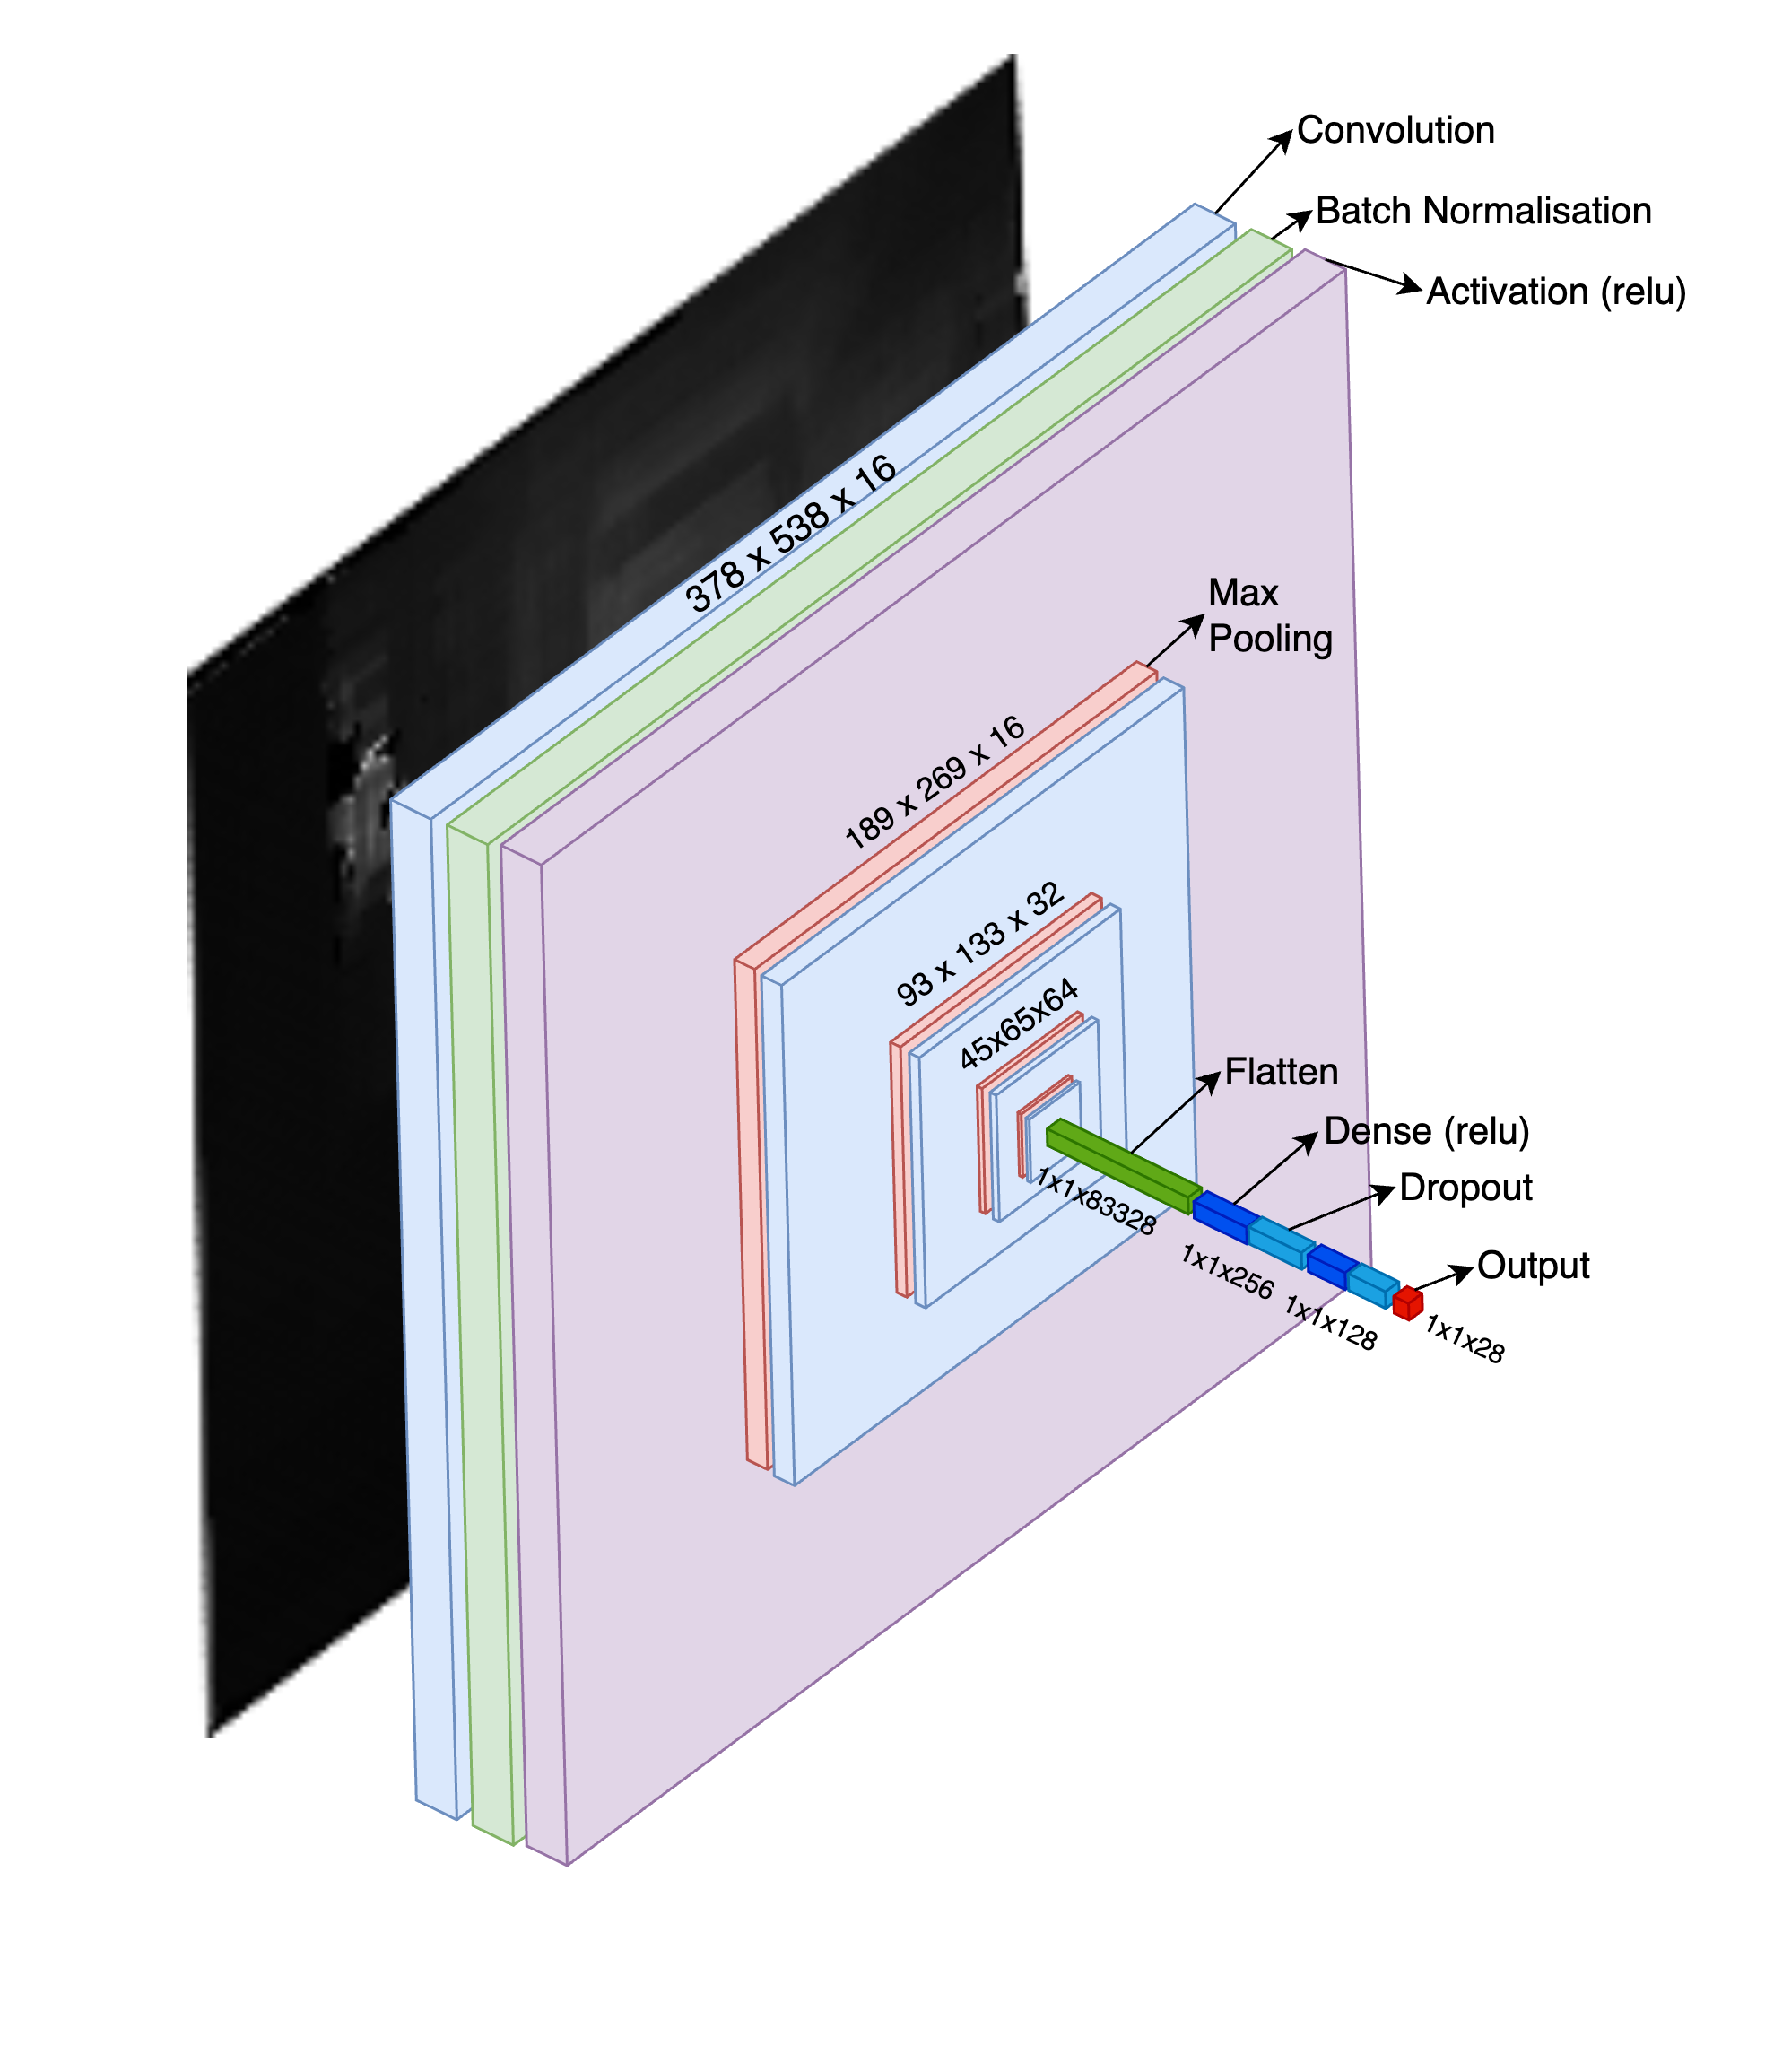 Convolution
Batch Normalisation
Activation (relu)
378 x 538 x 16
Max
Pooling
189 x 269 x 16
93 x 133 x 32
45x65x64
Flatten
Dense (relu)
Dropout
1x1x83328
1x1x256
Output
1x1x128
1x1x28